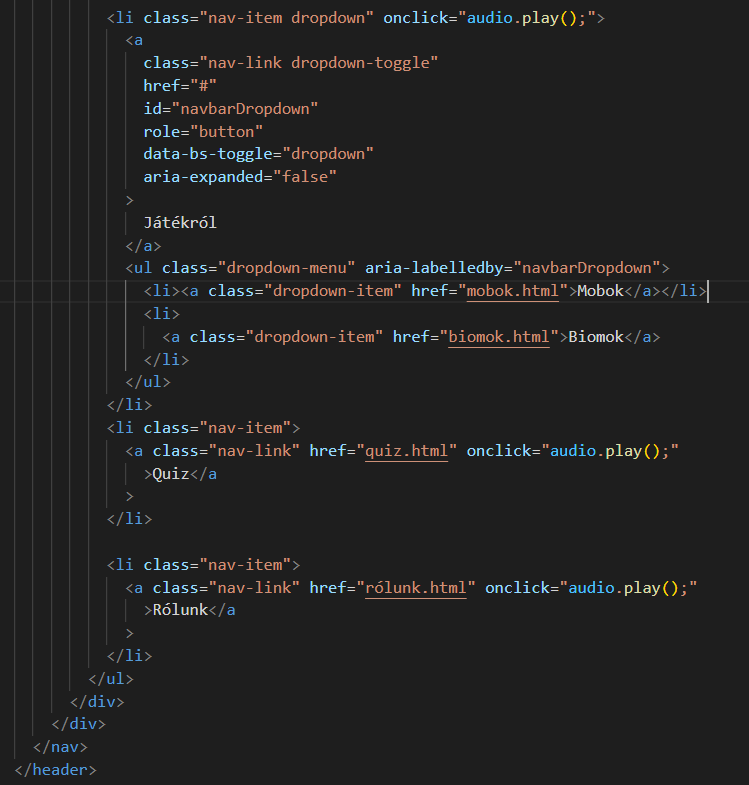 <li class="nav-item dropdown" onclick="audio.play();">
<a
class="nav-link dropdown-toggle"
href="#"
id="navbarDropdown"
role="button"
data-bs-toggle="dropdown"
aria-expanded="false"
>
Játékról
</a>
<ul class="dropdown-menu" aria-labelledby="navbarDropdown">
<li><a class="dropdown-item" href="mobok.html">Mobok</a></li>
<li>
<a class="dropdown-item" href="biomok.html">Biomok</a>
</li>
</ul>
</li>
<li class="nav-item">
<a class="nav-link" href="quiz.html" onclick="audio.play();"
>Quiz</a
>
</li>
<li class="nav-item">
<a class="nav-link" href="rólunk.html" onclick="audio.play();"
>Rólunk</a
>
</li>
</ul>
</div>
</div>
</nav>
</header>